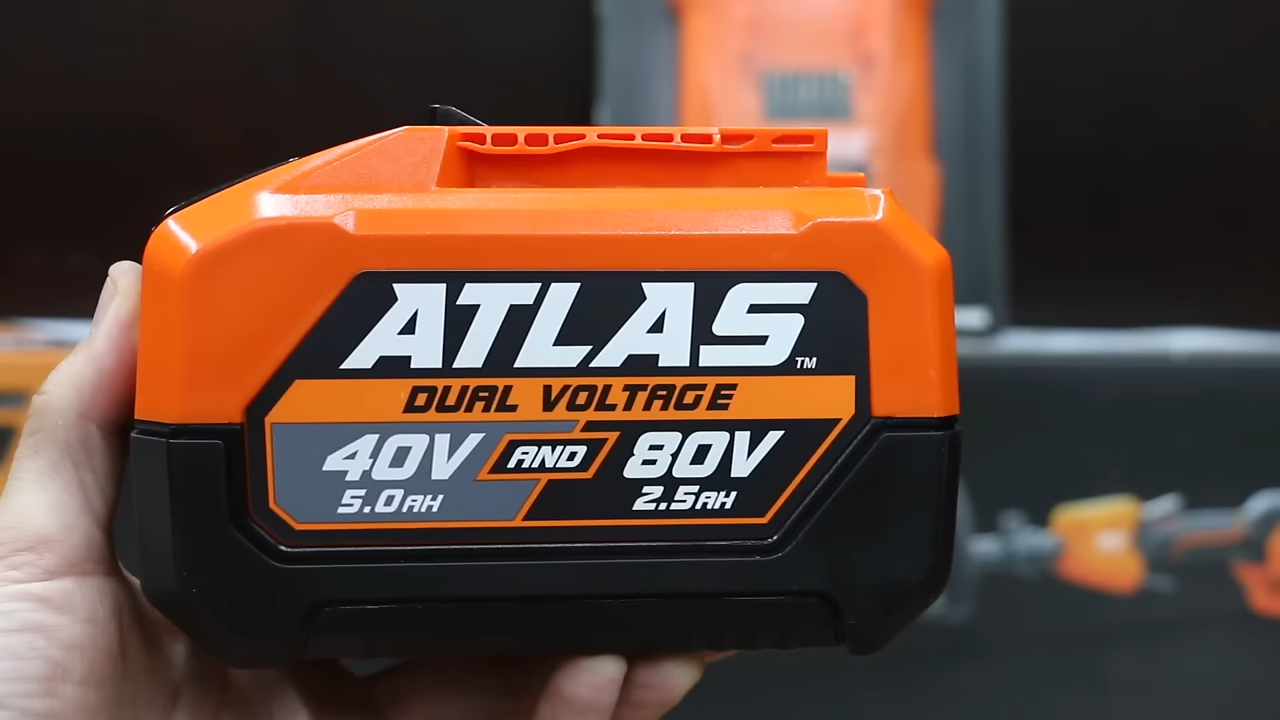 ATLAS™
DUAL VOLTAGE
40V AND 80V
5.0AH 2.5AH